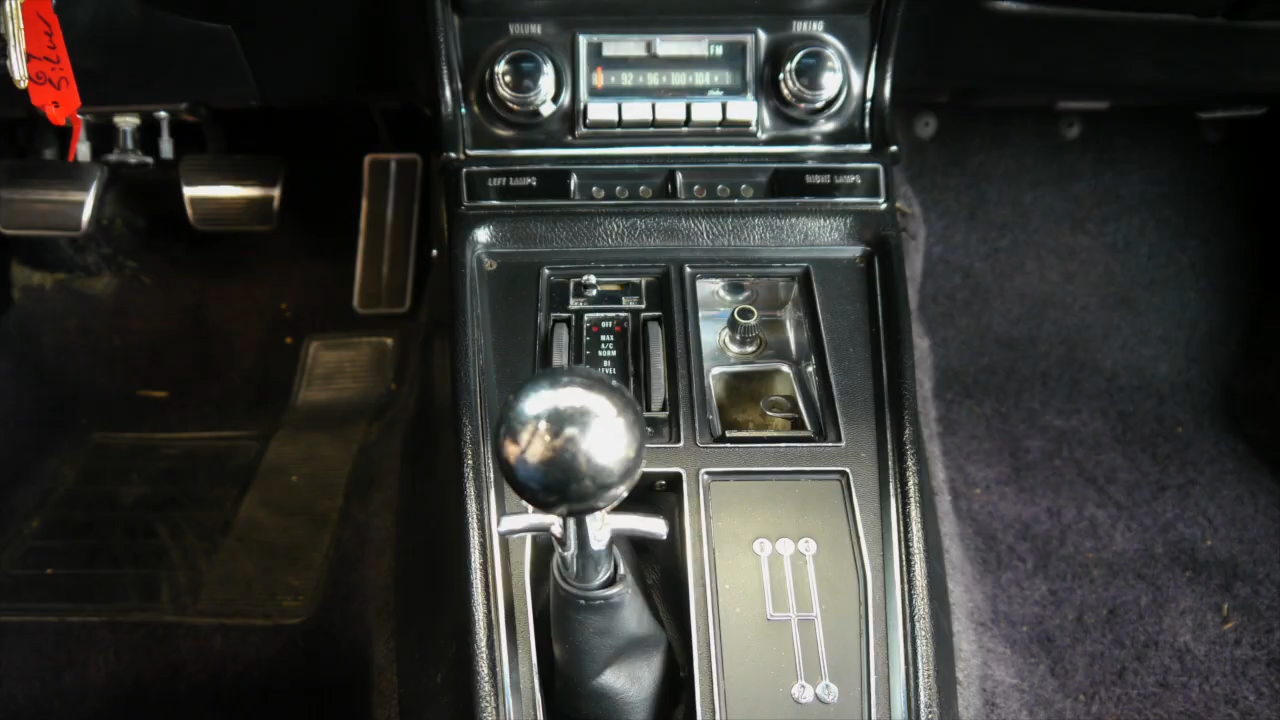 67
Silver
VOLUME
TUNING
FM
92 • 96 • 100 • 104 •
LEFT LAMPS
RIGHT LAMPS
OFF
MAX
A/C
NORM
BI
LEVEL
R 1 3
2 4